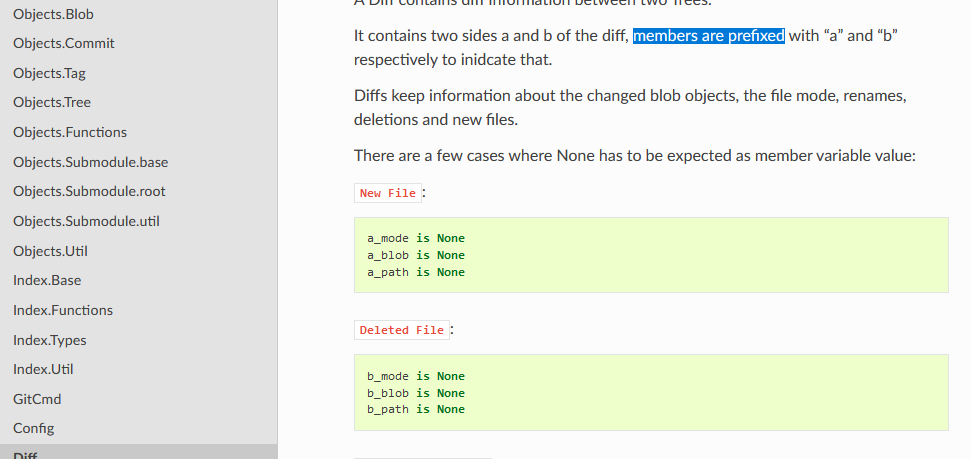 Objects.Blob
Objects.Commit
Objects.Tag
Objects.Tree
Objects.Functions
Objects.Submodule.base
Objects.Submodule.root
Objects.Submodule.util
Objects.Util
Index.Base
Index.Functions
Index.Types
Index.Util
GitCmd
Config
Diff
A Diff contains diff information between two Trees.
It contains two sides a and b of the diff, members are prefixed with “a” and “b”
respectively to inidcate that.
Diffs keep information about the changed blob objects, the file mode, renames,
deletions and new files.
There are a few cases where None has to be expected as member variable value:
New File:
a_mode is None
a_blob is None
a_path is None
Deleted File:
b_mode is None
b_blob is None
b_path is None